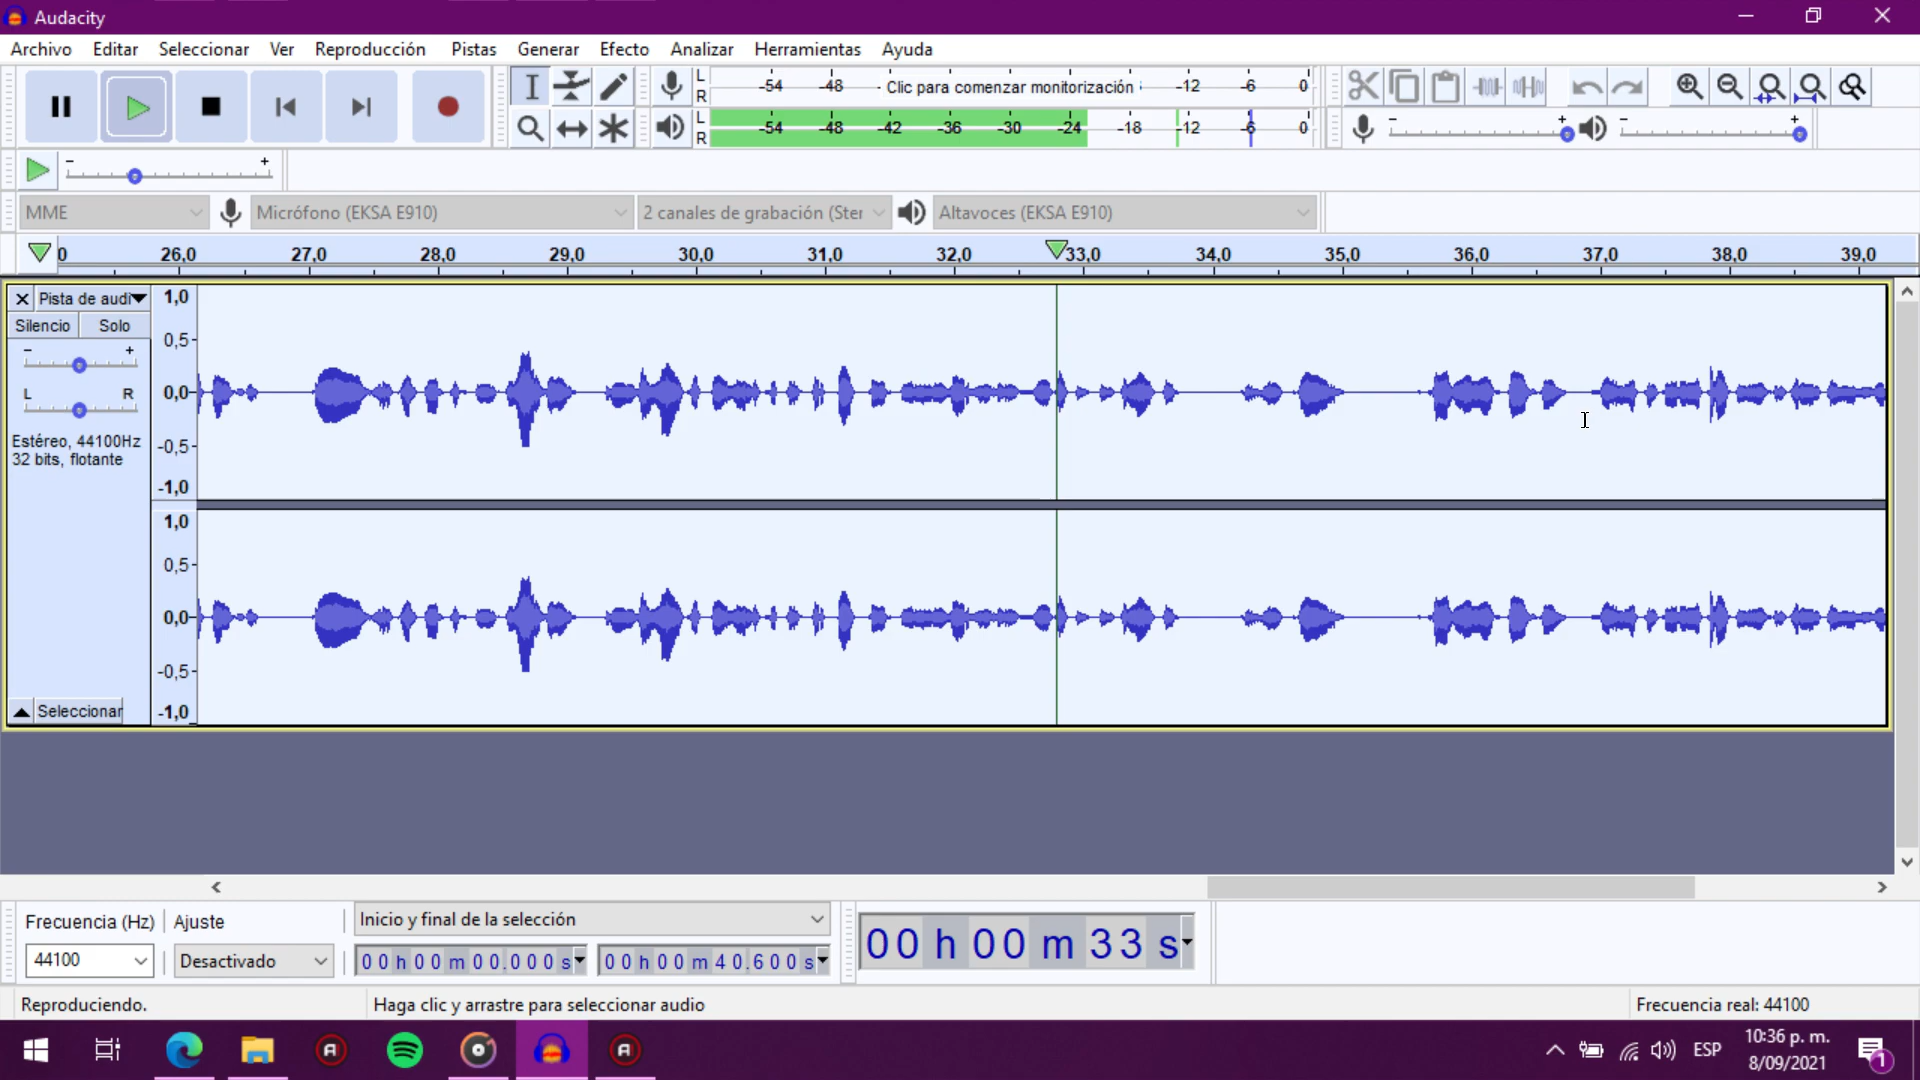 Audacity
Archivo Editar Seleccionar Ver Reproducción Pistas Generar Efecto Analizar Herramientas Ayuda
L
R
-54 -48 - Clic para comenzar monitorización -12 -6 0
L
R
-54 -48 -42 -36 -30 -24 -18 -12 -6 0
MME Micrófono (EKSA E910) 2 canales de grabación (Ster Altavoces (EKSA E910)
0 26,0 27,0 28,0 29,0 30,0 31,0 32,0 33,0 34,0 35,0 36,0 37,0 38,0 39,0
Pista de audi
Silencio Solo
- +
L R
Estéreo, 44100Hz
32 bits, flotante
Seleccionar
1,0
0,5-
0,0-
-0,5-
-1,0
1,0
0,5-
0,0-
-0,5-
-1,0
Frecuencia (Hz) Ajuste Inicio y final de la selección
44100 Desactivado 00 h 00 m 00.000 s 00 h 00 m 40.600 s
00 h 00 m 33 s
Reproduciendo. Haga clic y arrastre para seleccionar audio Frecuencia real: 44100
ESP
10:36 p. m.
8/09/2021
1